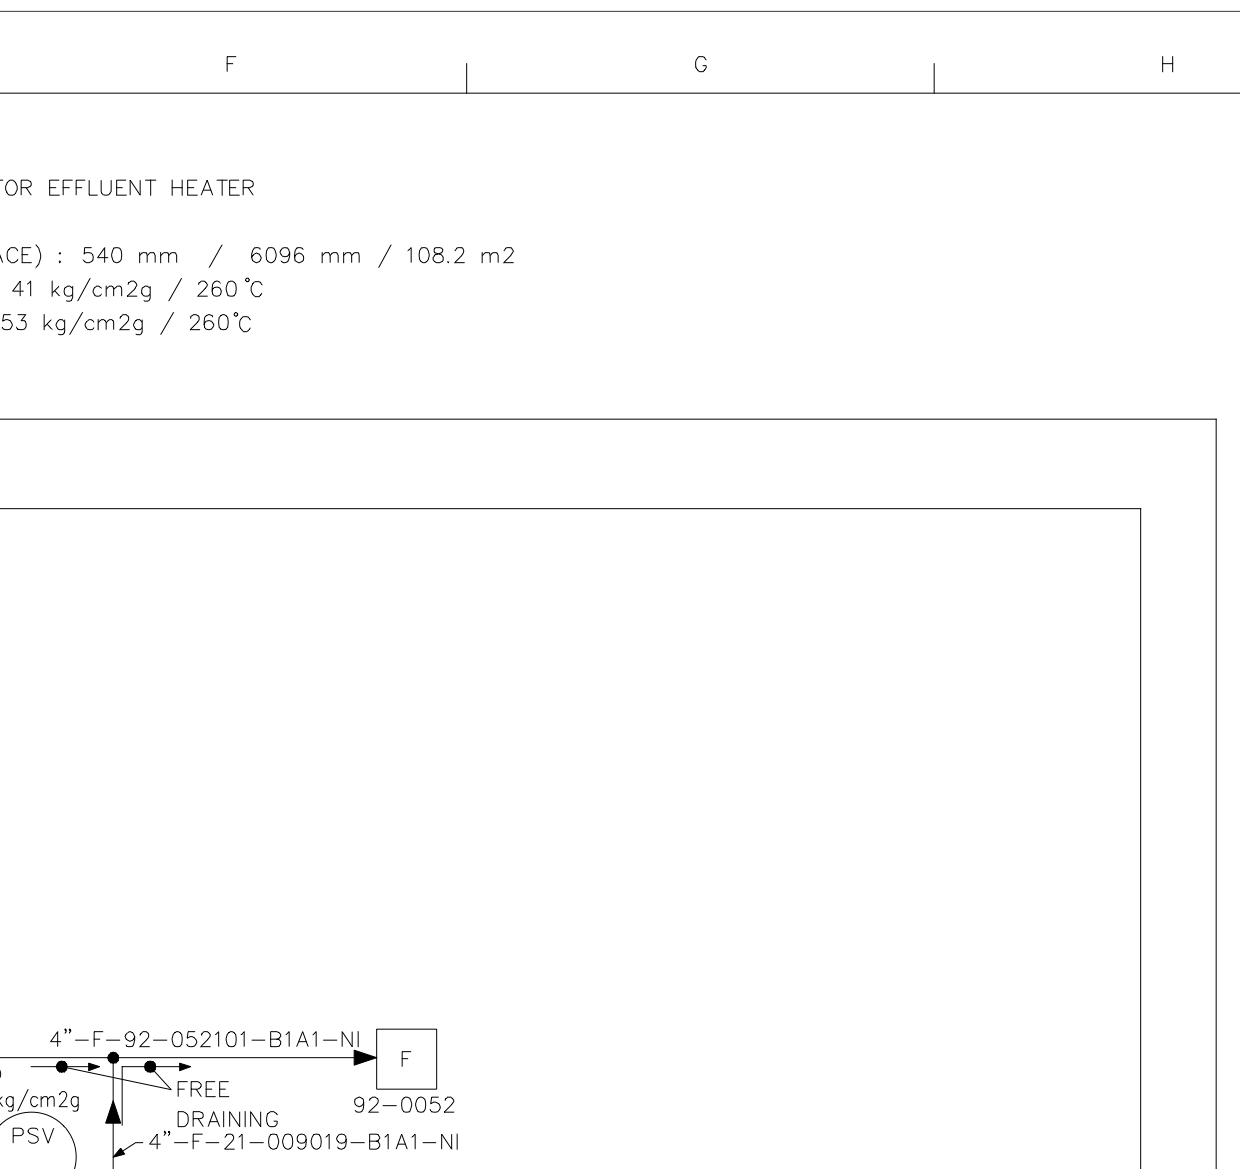 F G H
TOR EFFLUENT HEATER
ACE) : 540 mm / 6096 mm / 108.2 m2
41 kg/cm2g / 260°C
53 kg/cm2g / 260°C
4”-F-92-052101-B1A1-NI
F
FREE
DRAINING
kg/cm2g
92-0052
PSV
4”-F-21-009019-B1A1-NI